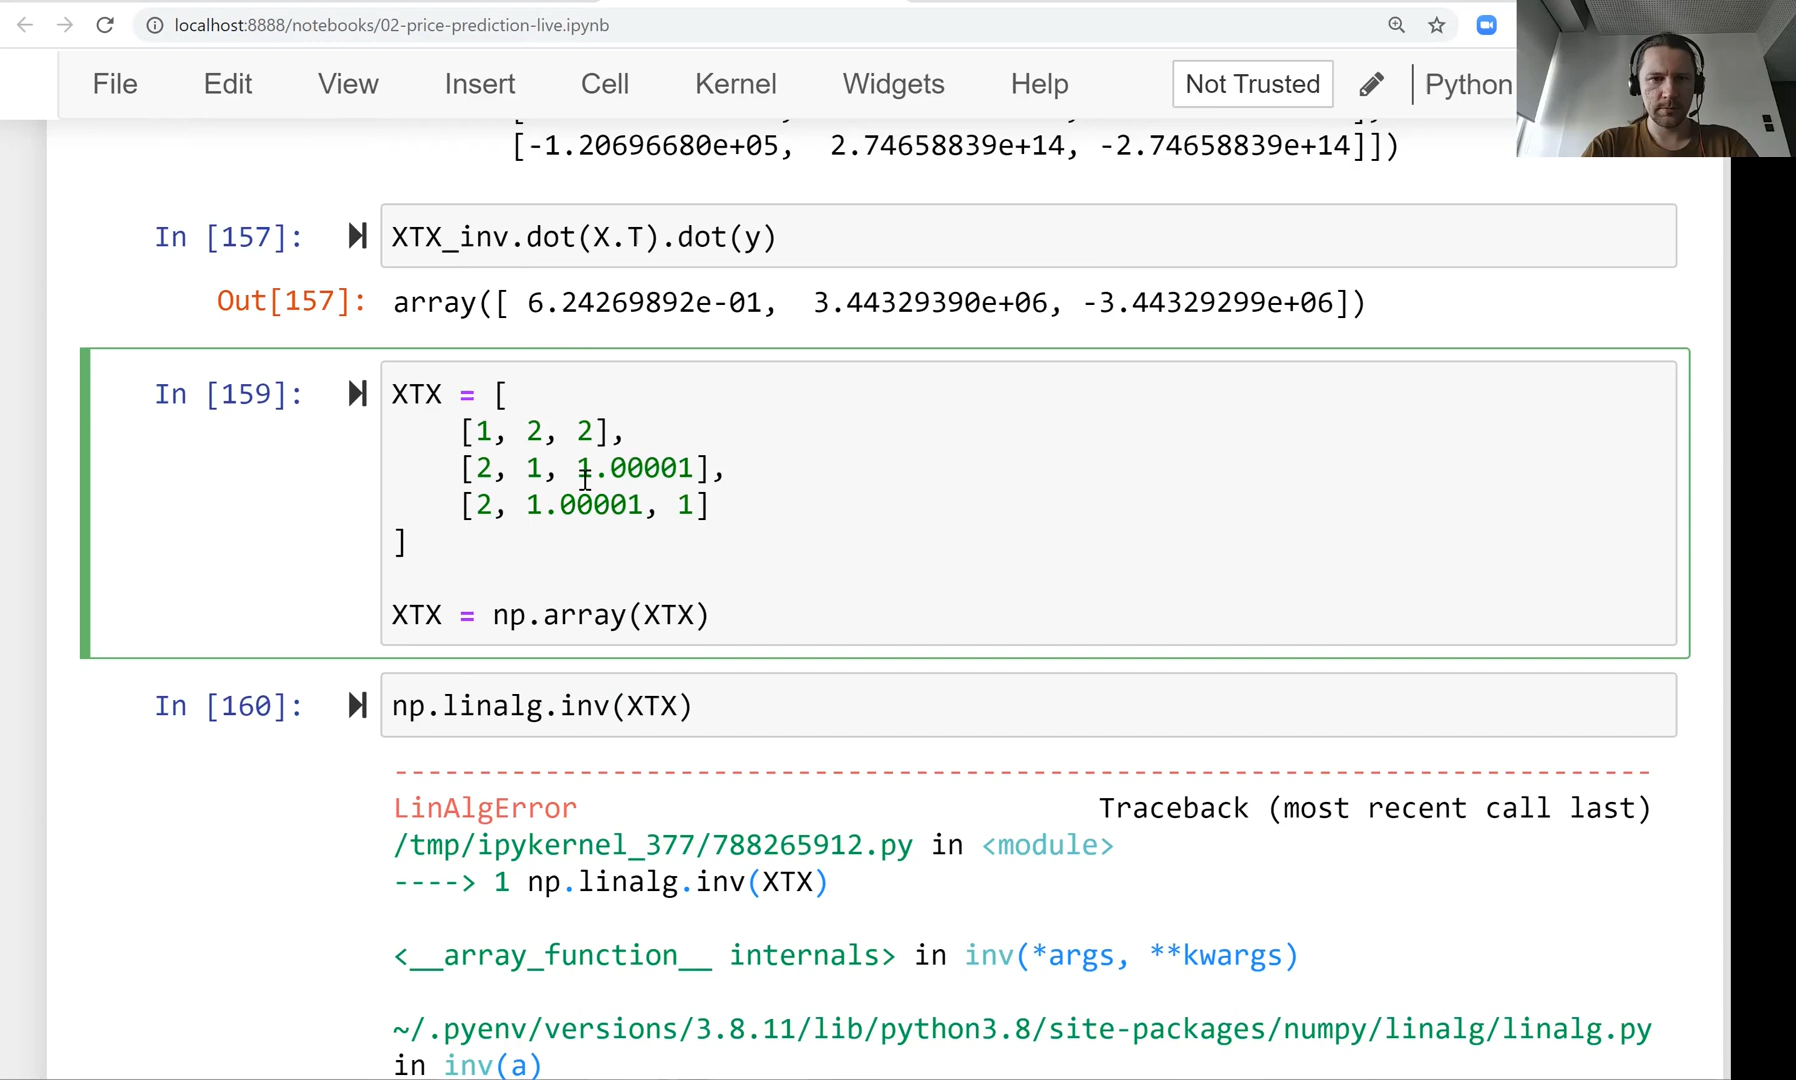 localhost:8888/notebooks/02-price-prediction-live.ipynb
File Edit View Insert Cell Kernel Widgets Help Not Trusted Python
[-1.20696680e+05, 2.74658839e+14, -2.74658839e+14]])
In [157]: XTX_inv.dot(X.T).dot(y)
Out[157]: array([ 6.24269892e-01, 3.44329390e+06, -3.44329299e+06])
In [159]: XTX = [
[1, 2, 2],
[2, 1, 1.00001],
[2, 1.00001, 1]
]
XTX = np.array(XTX)
In [160]: np.linalg.inv(XTX)
---------------------------------------------------------------------------
LinAlgError Traceback (most recent call last)
/tmp/ipykernel_377/788265912.py in <module>
----> 1 np.linalg.inv(XTX)
<__array_function__ internals> in inv(*args, **kwargs)
~/.pyenv/versions/3.8.11/lib/python3.8/site-packages/numpy/linalg/linalg.py
in inv(a)